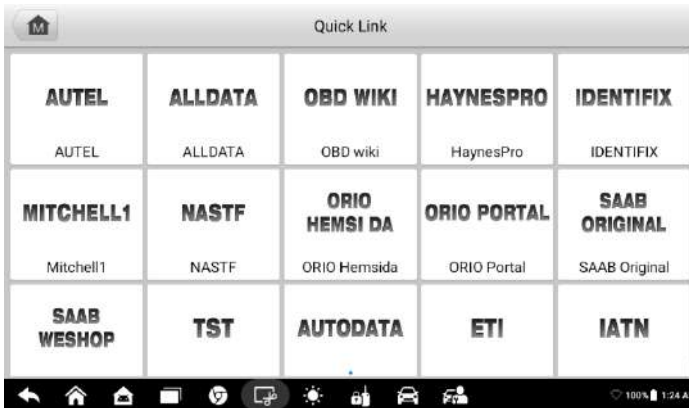 M
Quick Link
AUTEL
ALLDATA
OBD WIKI
HAYNESPRO
IDENTIFIX
AUTEL
ALLDATA
OBD wiki
HaynesPro
IDENTIFIX
MITCHELL1
NASTF
ORIO
HEMSI DA
ORIO PORTAL
SAAB
ORIGINAL
Mitchell1
NASTF
ORIO Hemsida
ORIO Portal
SAAB Original
SAAB
WESHOP
TST
AUTODATA
ETI
IATN
100% 1:24 A